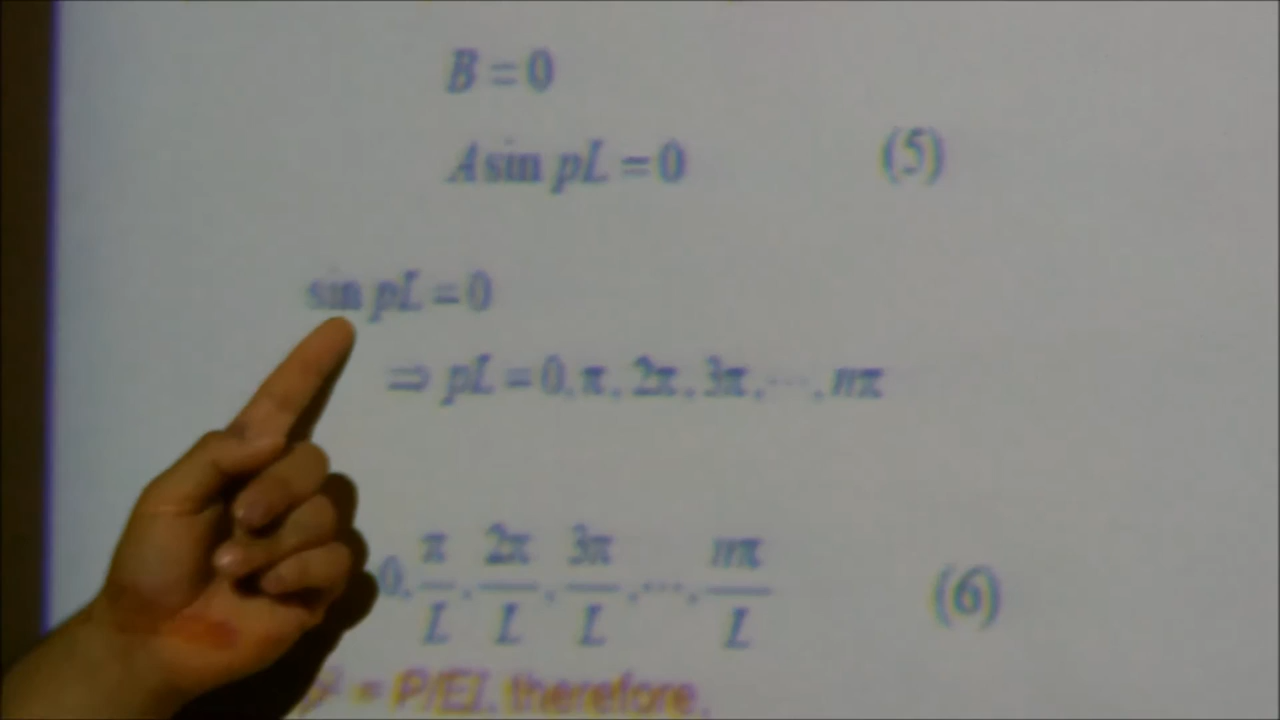 B = 0
A sin pL = 0 (5)
sin pL = 0
⇒ pL = 0, π, 2π, 3π, ⋯, nπ
0, π/L, 2π/L, 3π/L, ⋯, nπ/L (6)
p² = P/EI, therefore,